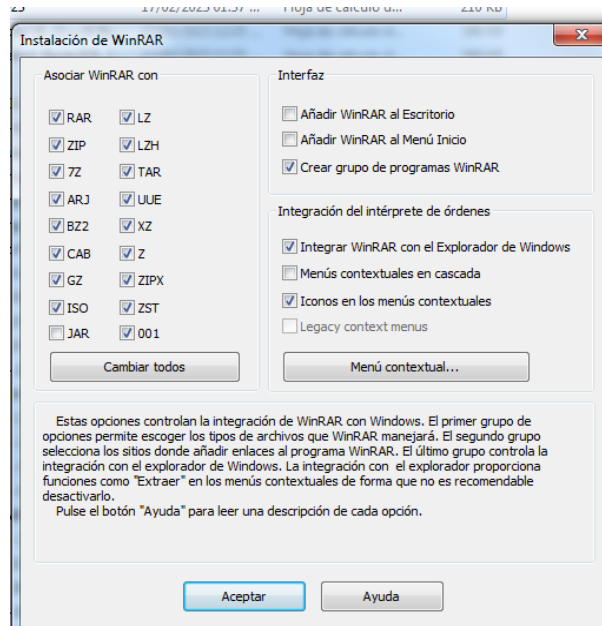 Instalación de WinRAR
Asociar WinRAR con
RAR
LZ
ZIP
LZH
7Z
TAR
ARJ
UUE
BZ2
XZ
CAB
Z
GZ
ZIPX
ISO
ZST
JAR
001
Cambiar todos
Interfaz
Añadir WinRAR al Escritorio
Añadir WinRAR al Menú Inicio
Crear grupo de programas WinRAR
Integración del intérprete de órdenes
Integrar WinRAR con el Explorador de Windows
Menús contextuales en cascada
Iconos en los menús contextuales
Legacy context menus
Menú contextual...
Estas opciones controlan la integración de WinRAR con Windows. El primer grupo de
opciones permite escoger los tipos de archivos que WinRAR manejará. El segundo grupo
selecciona los sitios donde añadir enlaces al programa WinRAR. El último grupo controla la
integración con el explorador de Windows. La integración con el explorador proporciona
funciones como "Extraer" en los menús contextuales de forma que no es recomendable
desactivarlo.
Pulse el botón "Ayuda" para leer una descripción de cada opción.
Aceptar
Ayuda